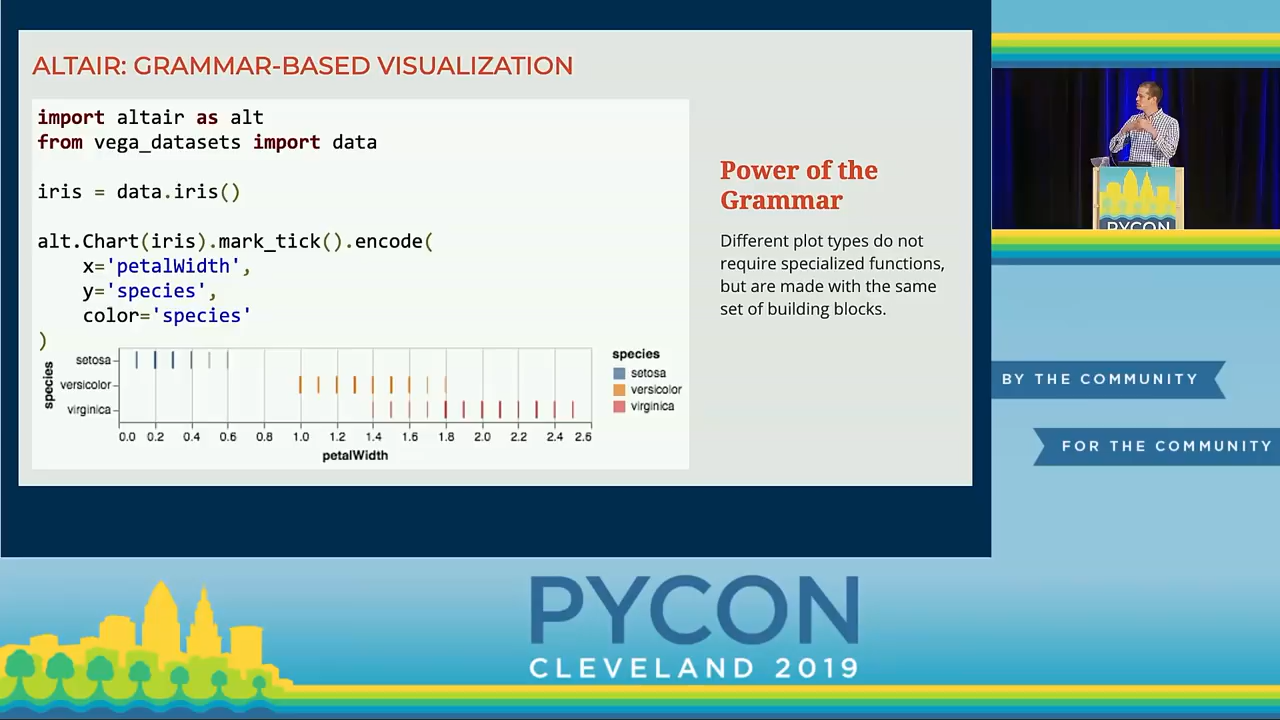 ALTAIR: GRAMMAR-BASED VISUALIZATION
import altair as alt
from vega_datasets import data
iris = data.iris()
alt.Chart(iris).mark_tick().encode(
x='petalWidth',
y='species',
color='species'
)
species
setosa
versicolor
virginica
0.0 0.2 0.4 0.6 0.8 1.0 1.2 1.4 1.6 1.8 2.0 2.2 2.4 2.6
petalWidth
species
setosa
versicolor
virginica
Power of the
Grammar
Different plot types do not
require specialized functions,
but are made with the same
set of building blocks.
PYCON
BY THE COMMUNITY
FOR THE COMMUNITY
PYCON
CLEVELAND 2019